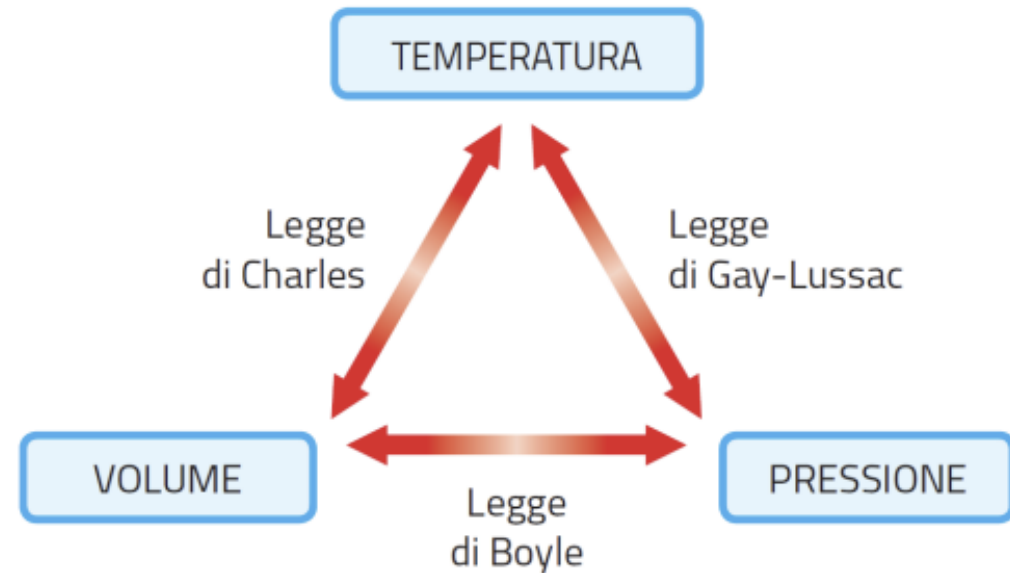 TEMPERATURA
Legge
di Charles
Legge
di Gay-Lussac
VOLUME
PRESSIONE
Legge
di Boyle